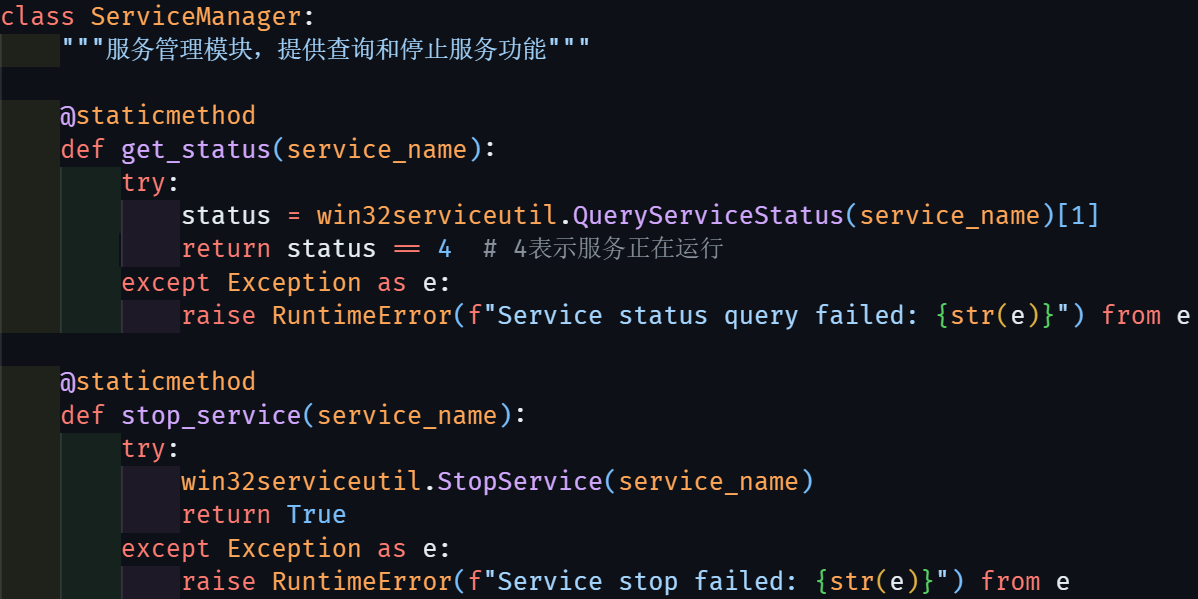 class ServiceManager:
    """服务管理模块，提供查询和停止服务功能"""
    @staticmethod
    def get_status(service_name):
        try:
            status = win32serviceutil.QueryServiceStatus(service_name)[1]
            return status == 4  # 4表示服务正在运行
        except Exception as e:
            raise RuntimeError(f"Service status query failed: {str(e)}") from e
    @staticmethod
    def stop_service(service_name):
        try:
            win32serviceutil.StopService(service_name)
            return True
        except Exception as e:
            raise RuntimeError(f"Service stop failed: {str(e)}") from e